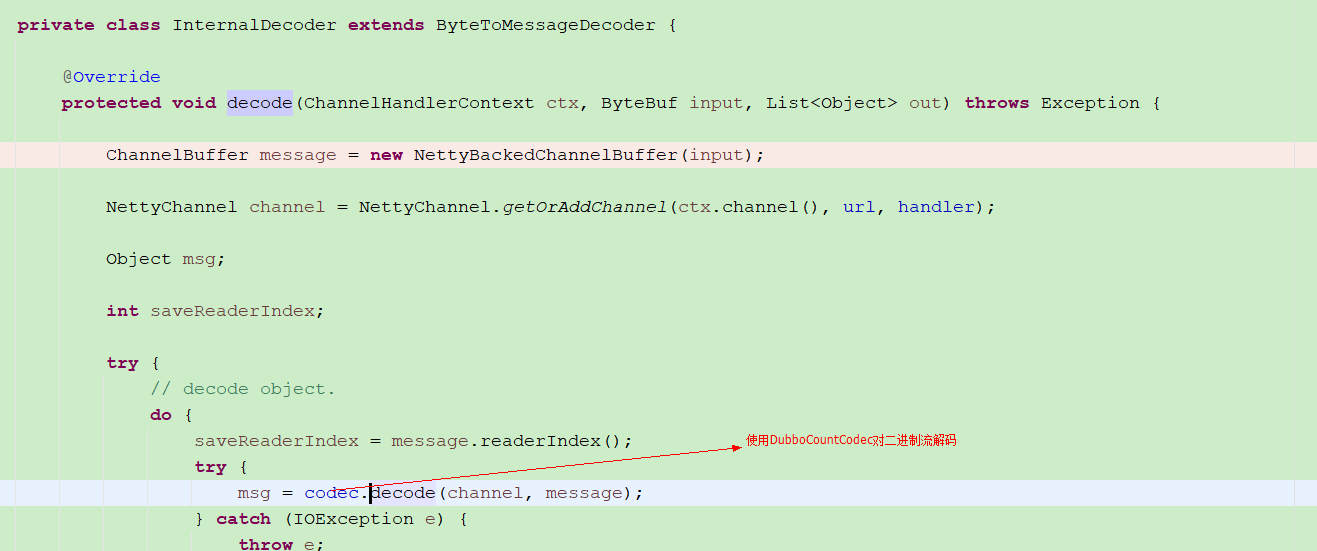 private class InternalDecoder extends ByteToMessageDecoder {
@Override
protected void decode(ChannelHandlerContext ctx, ByteBuf input, List<Object> out) throws Exception {
ChannelBuffer message = new NettyBackedChannelBuffer(input);
NettyChannel channel = NettyChannel.getOrAddChannel(ctx.channel(), url, handler);
Object msg;
int saveReaderIndex;
try {
// decode object.
do {
saveReaderIndex = message.readerIndex();
使用DubboCountCodec对二进制流解码
try {
msg = codec.decode(channel, message);
} catch (IOException e) {
throw e;